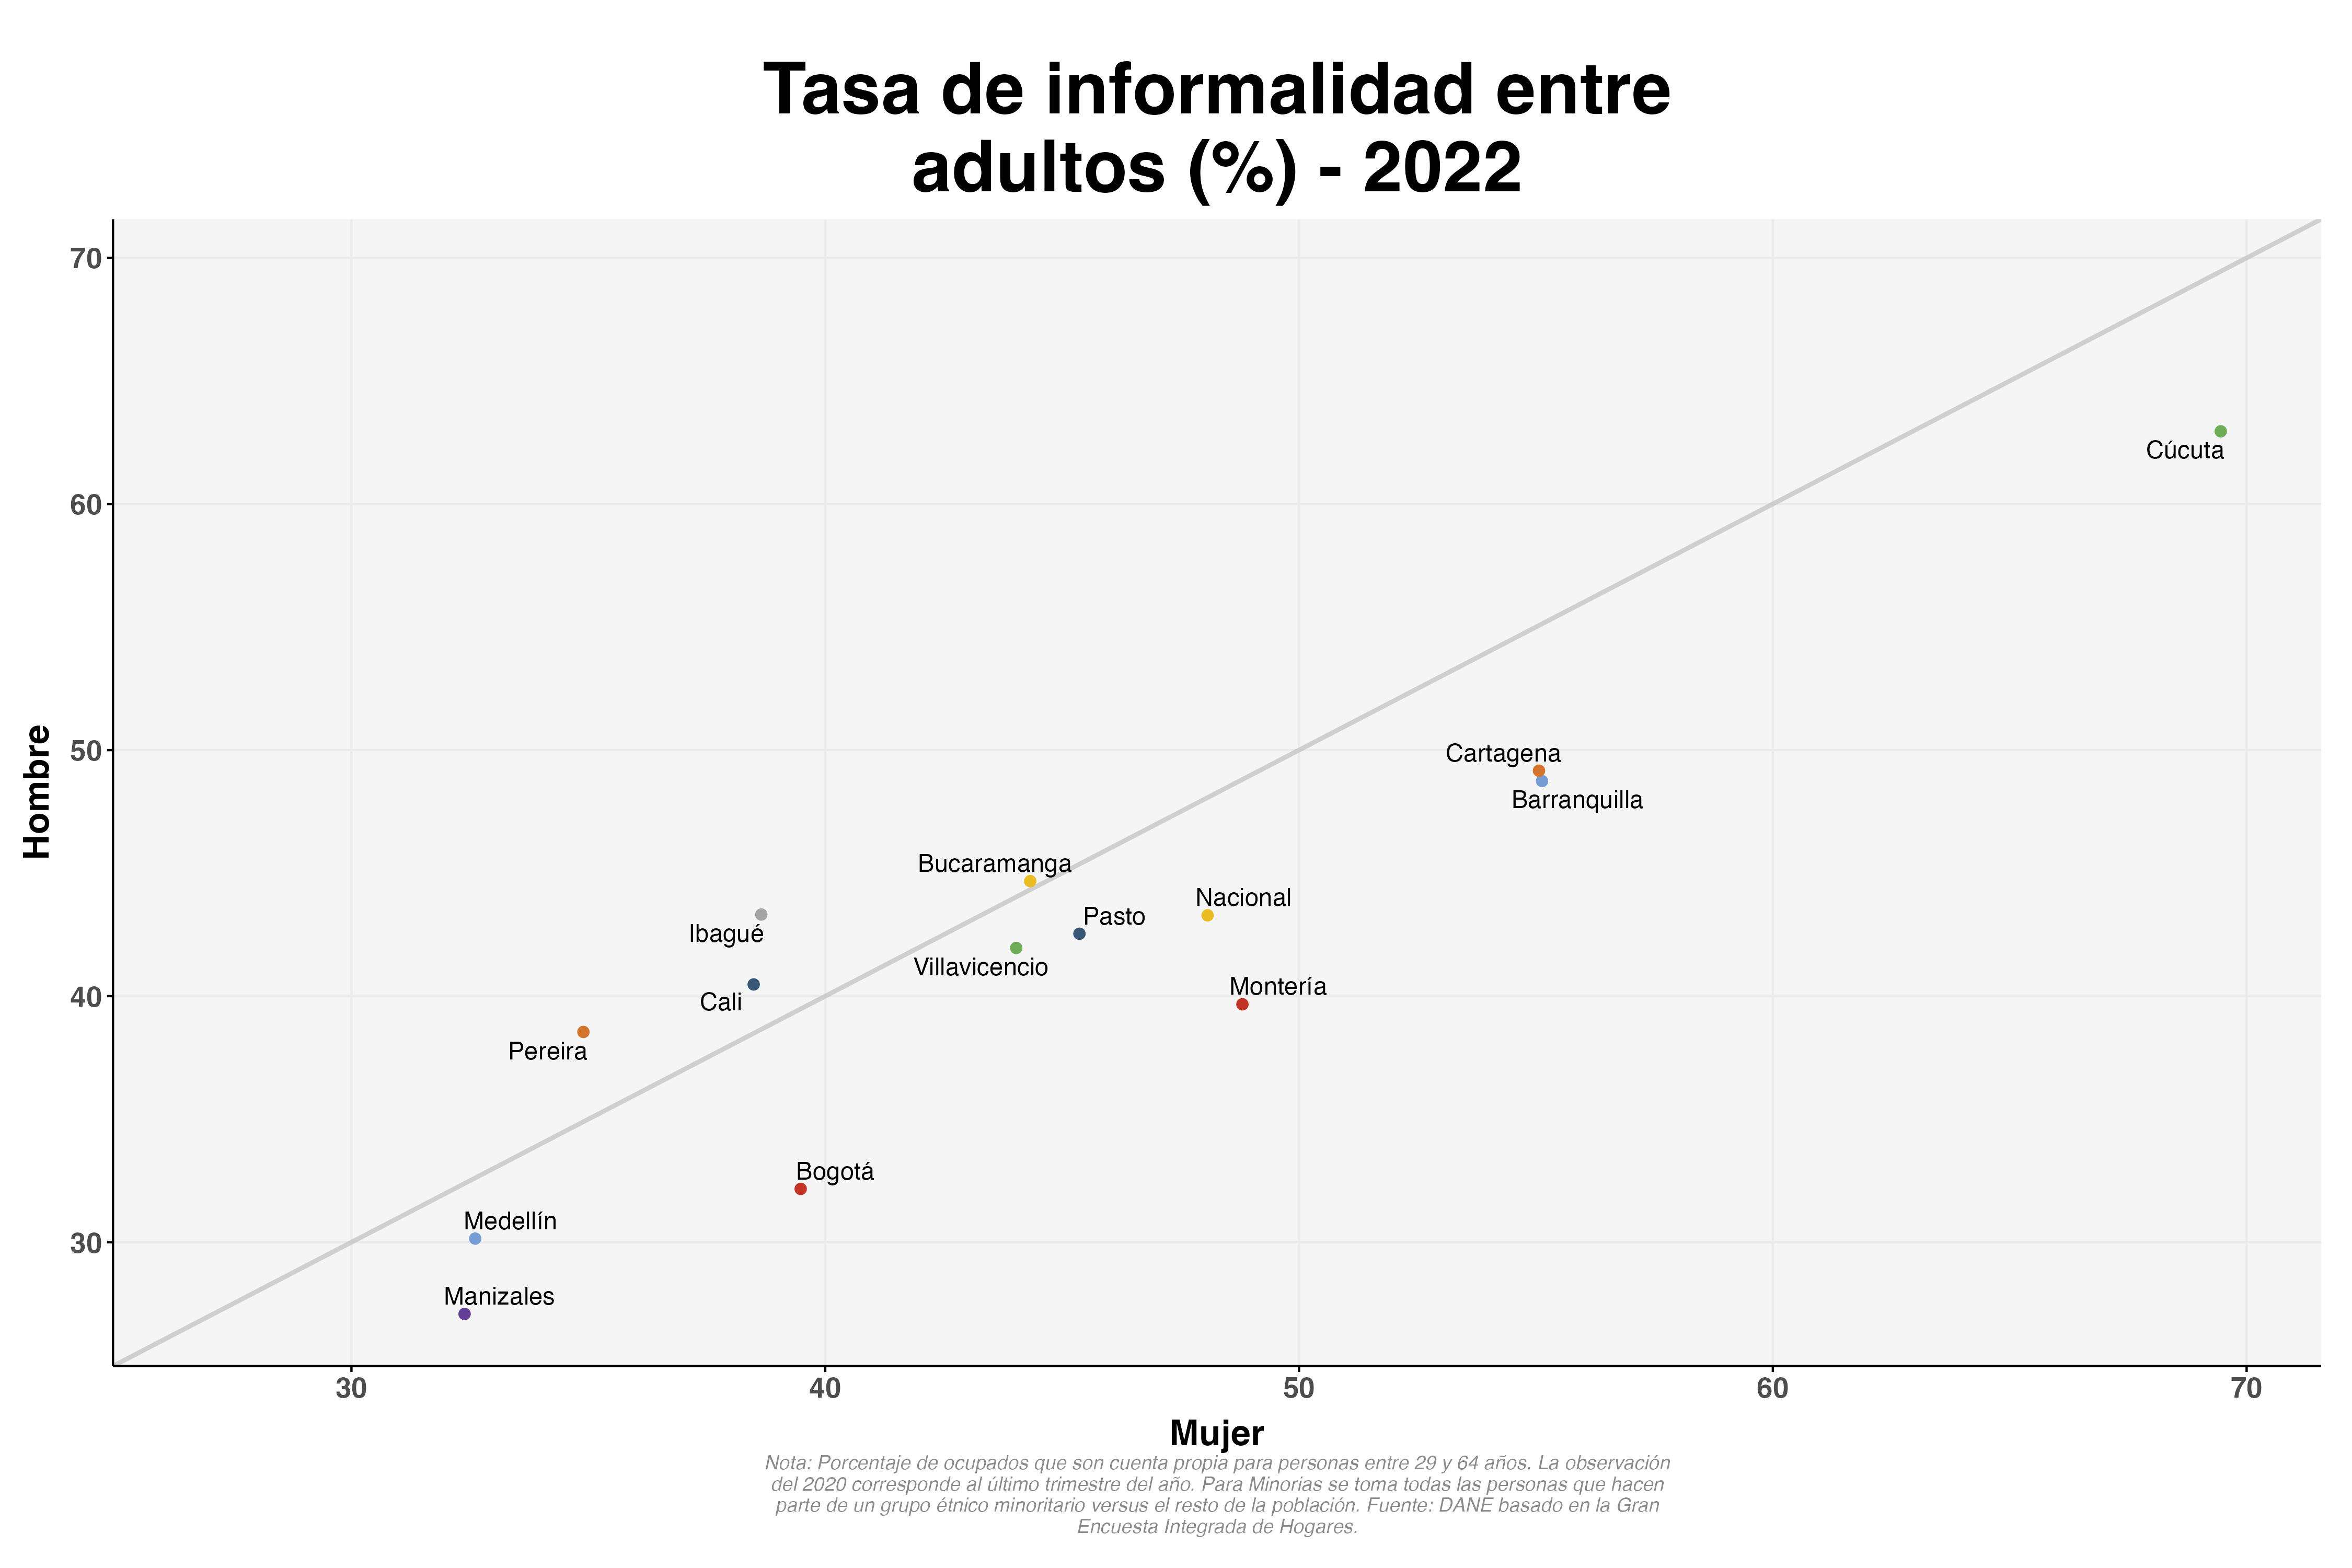 Tasa de informalidad entre
adultos (%) - 2022
70
60
50
40
30
Hombre
Cúcuta
Cartagena
Barranquilla
Bucaramanga
Nacional
Pasto
Ibagué
Villavicencio
Cali
Montería
Pereira
Bogotá
Medellín
Manizales
30 40 50 60 70
Mujer
Nota: Porcentaje de ocupados que son cuenta propia para personas entre 29 y 64 años. La observación
del 2020 corresponde al último trimestre del año. Para Minorias se toma todas las personas que hacen
parte de un grupo étnico minoritario versus el resto de la población. Fuente: DANE basado en la Gran
Encuesta Integrada de Hogares.